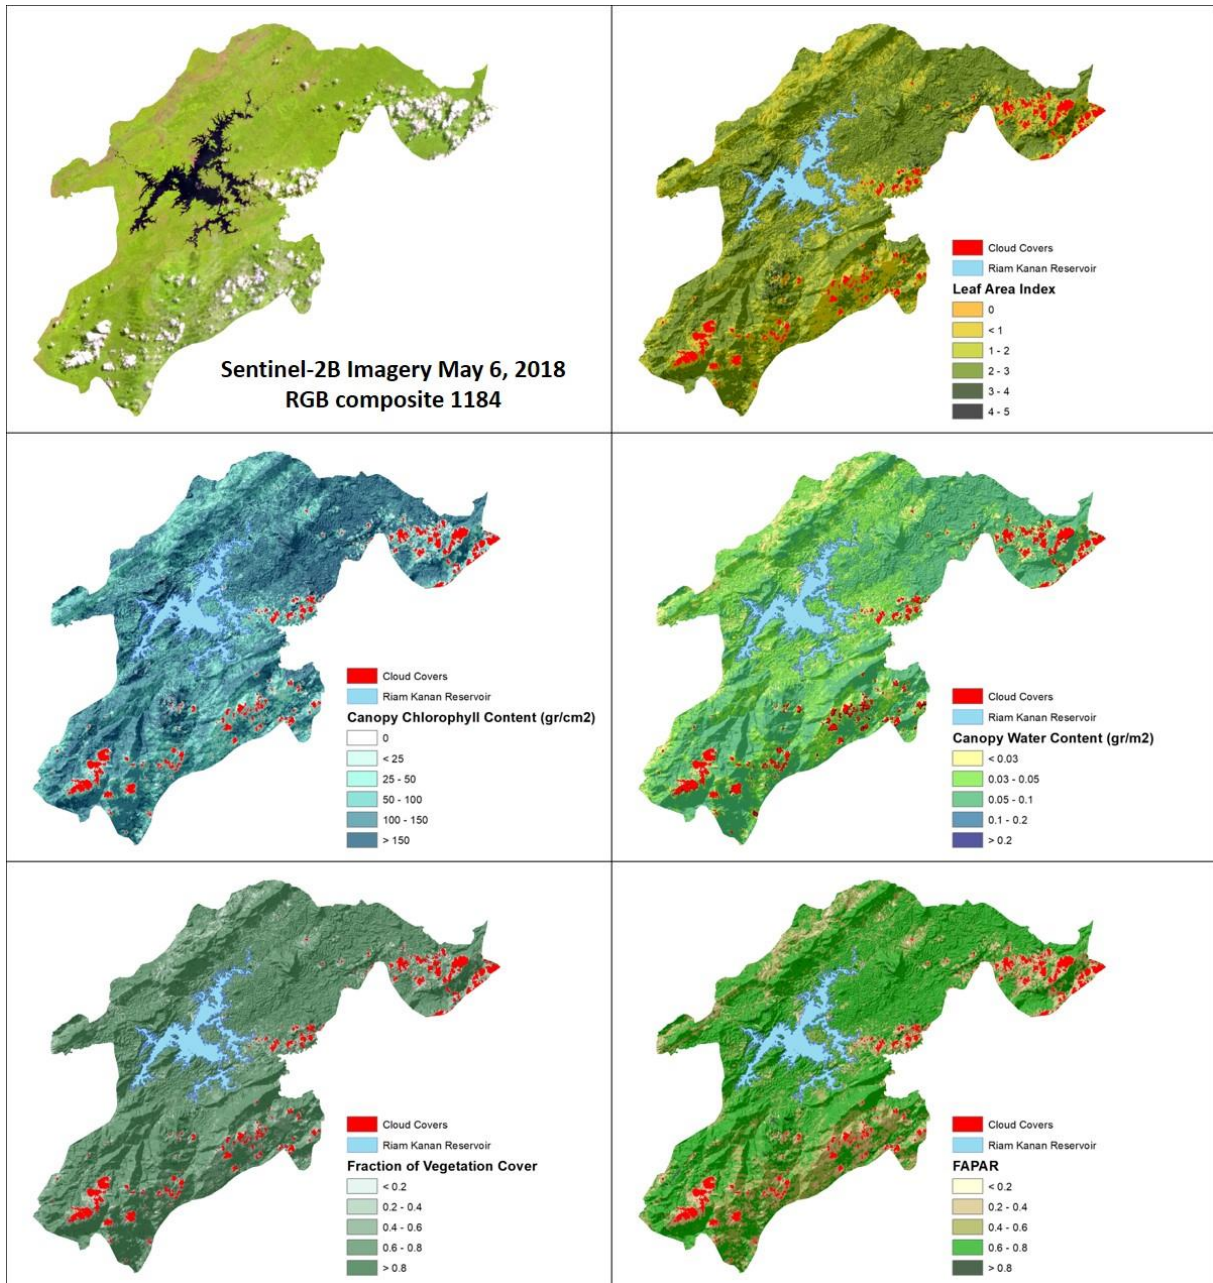 Sentinel-2B Imagery May 6, 2018
RGB composite 1184
Cloud Covers
Riam Kanan Reservoir
Leaf Area Index
0
< 1
1 - 2
2 - 3
3 - 4
4 - 5
Cloud Covers
Riam Kanan Reservoir
Canopy Chlorophyll Content (gr/cm2)
0
< 25
25 - 50
50 - 100
100 - 150
> 150
Cloud Covers
Riam Kanan Reservoir
Canopy Water Content (gr/m2)
< 0.03
0.03 - 0.05
0.05 - 0.1
0.1 - 0.2
> 0.2
Cloud Covers
Riam Kanan Reservoir
Fraction of Vegetation Cover
< 0.2
0.2 - 0.4
0.4 - 0.6
0.6 - 0.8
> 0.8
Cloud Covers
Riam Kanan Reservoir
FAPAR
< 0.2
0.2 - 0.4
0.4 - 0.6
0.6 - 0.8
> 0.8